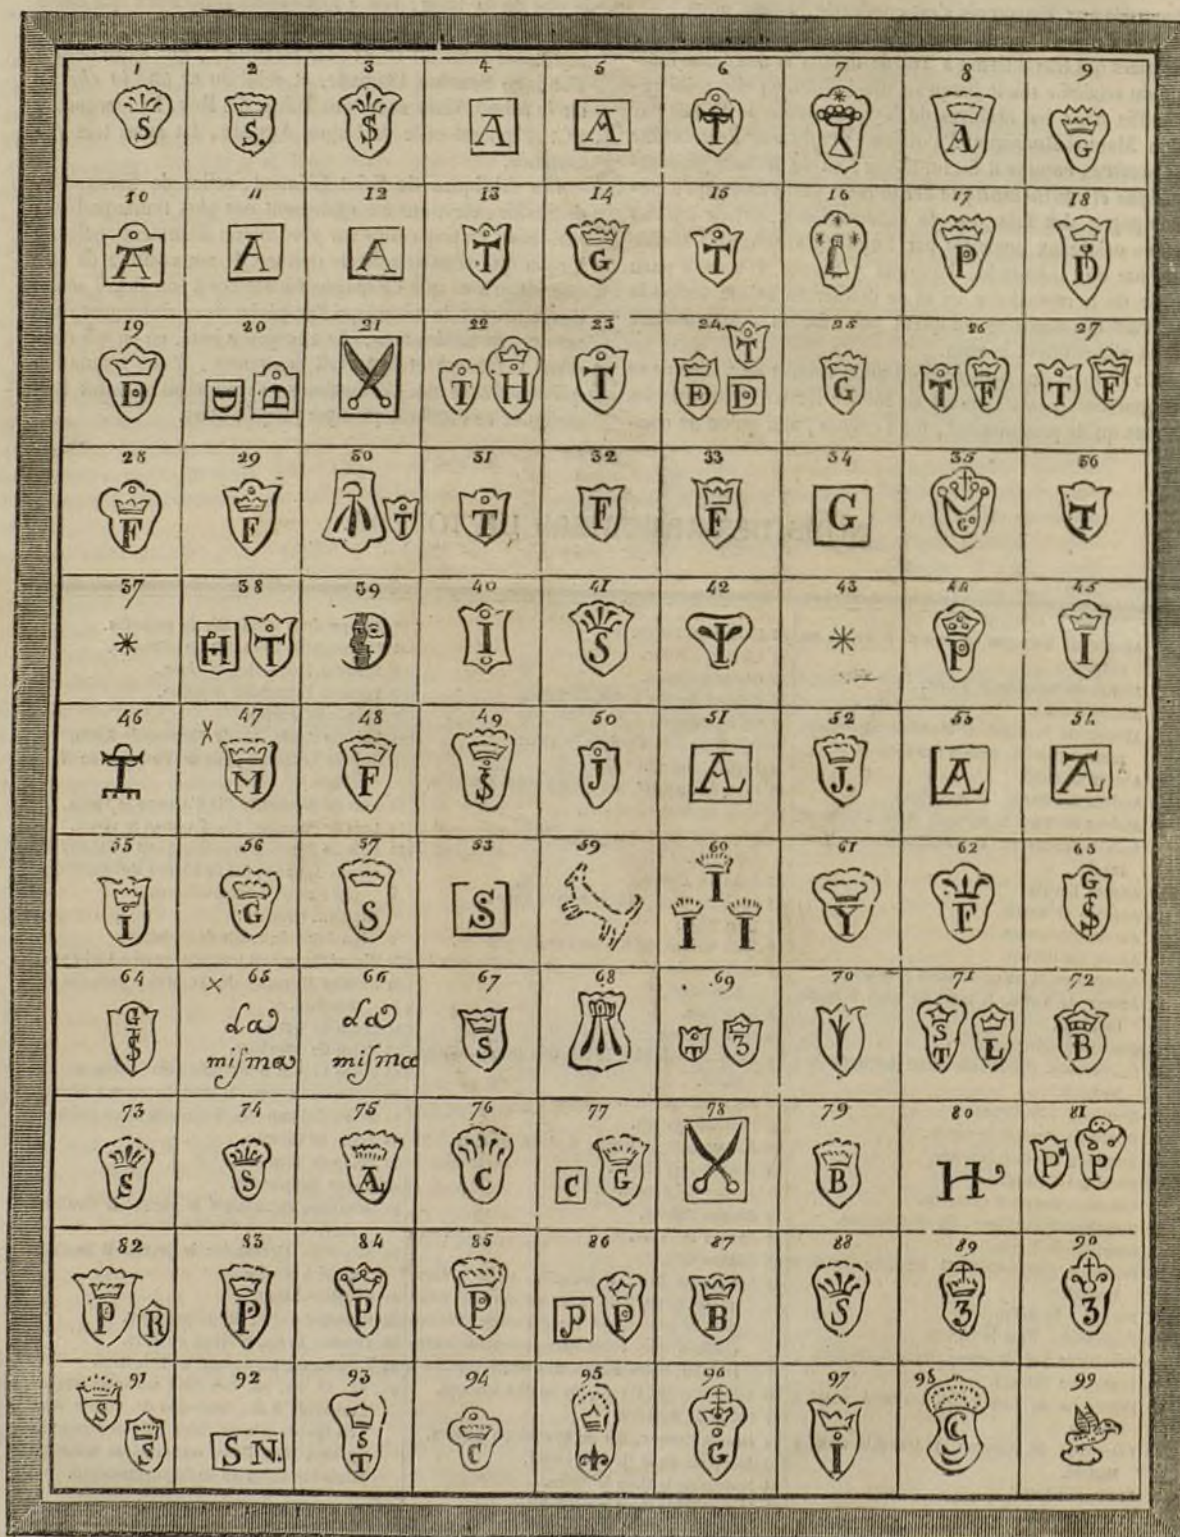 1 2 3 4 5 6 7 8 9
S S. S A A T A A G
10 11 12 13 14 15 16 17 18
A A A T G T P D
19 20 21 22 23 24 25 26 27
D D D T H T D T D G T F T F
28 29 30 31 32 33 34 35 36
F F T T F F G G T
37 38 39 40 41 42 43 44 45
H T I S I P I
46 47 48 49 50 51 52 53 54
T M F S J A J. A A
55 56 57 58 59 60 61 62 63
I G S S I I I Y F G S
64 65 66 67 68 69 70 71 72
G S La La S T 3 S T L B
misma misma
73 74 75 76 77 78 79 80 81
S S A C C G B H P P
82 83 84 85 86 87 88 89 90
P R P P P P P B S 3 3
91 92 93 94 95 96 97 98 99
S S S N. S T C G I C